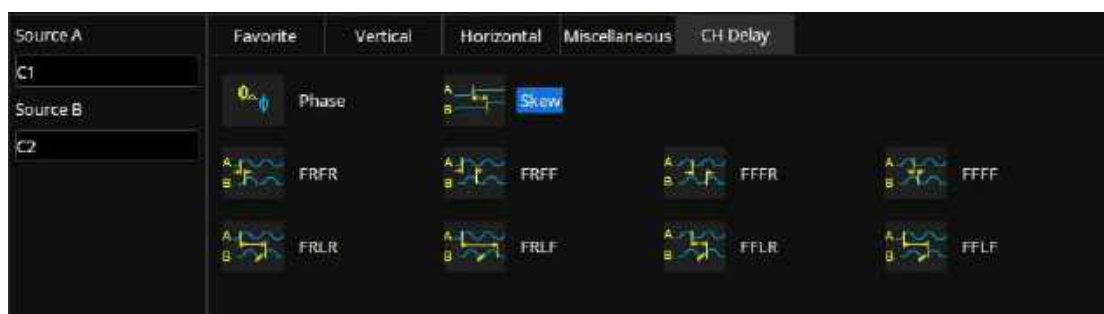 Source A
C1
Source B
C2
Favorite Vertical Horizontal Miscellaneous CH Delay
Phase A B Skew
A B FRFR A B FRFF A B FFFR A B FFFF
A B FRLR A B FRLF A B FFLR A B FFLF